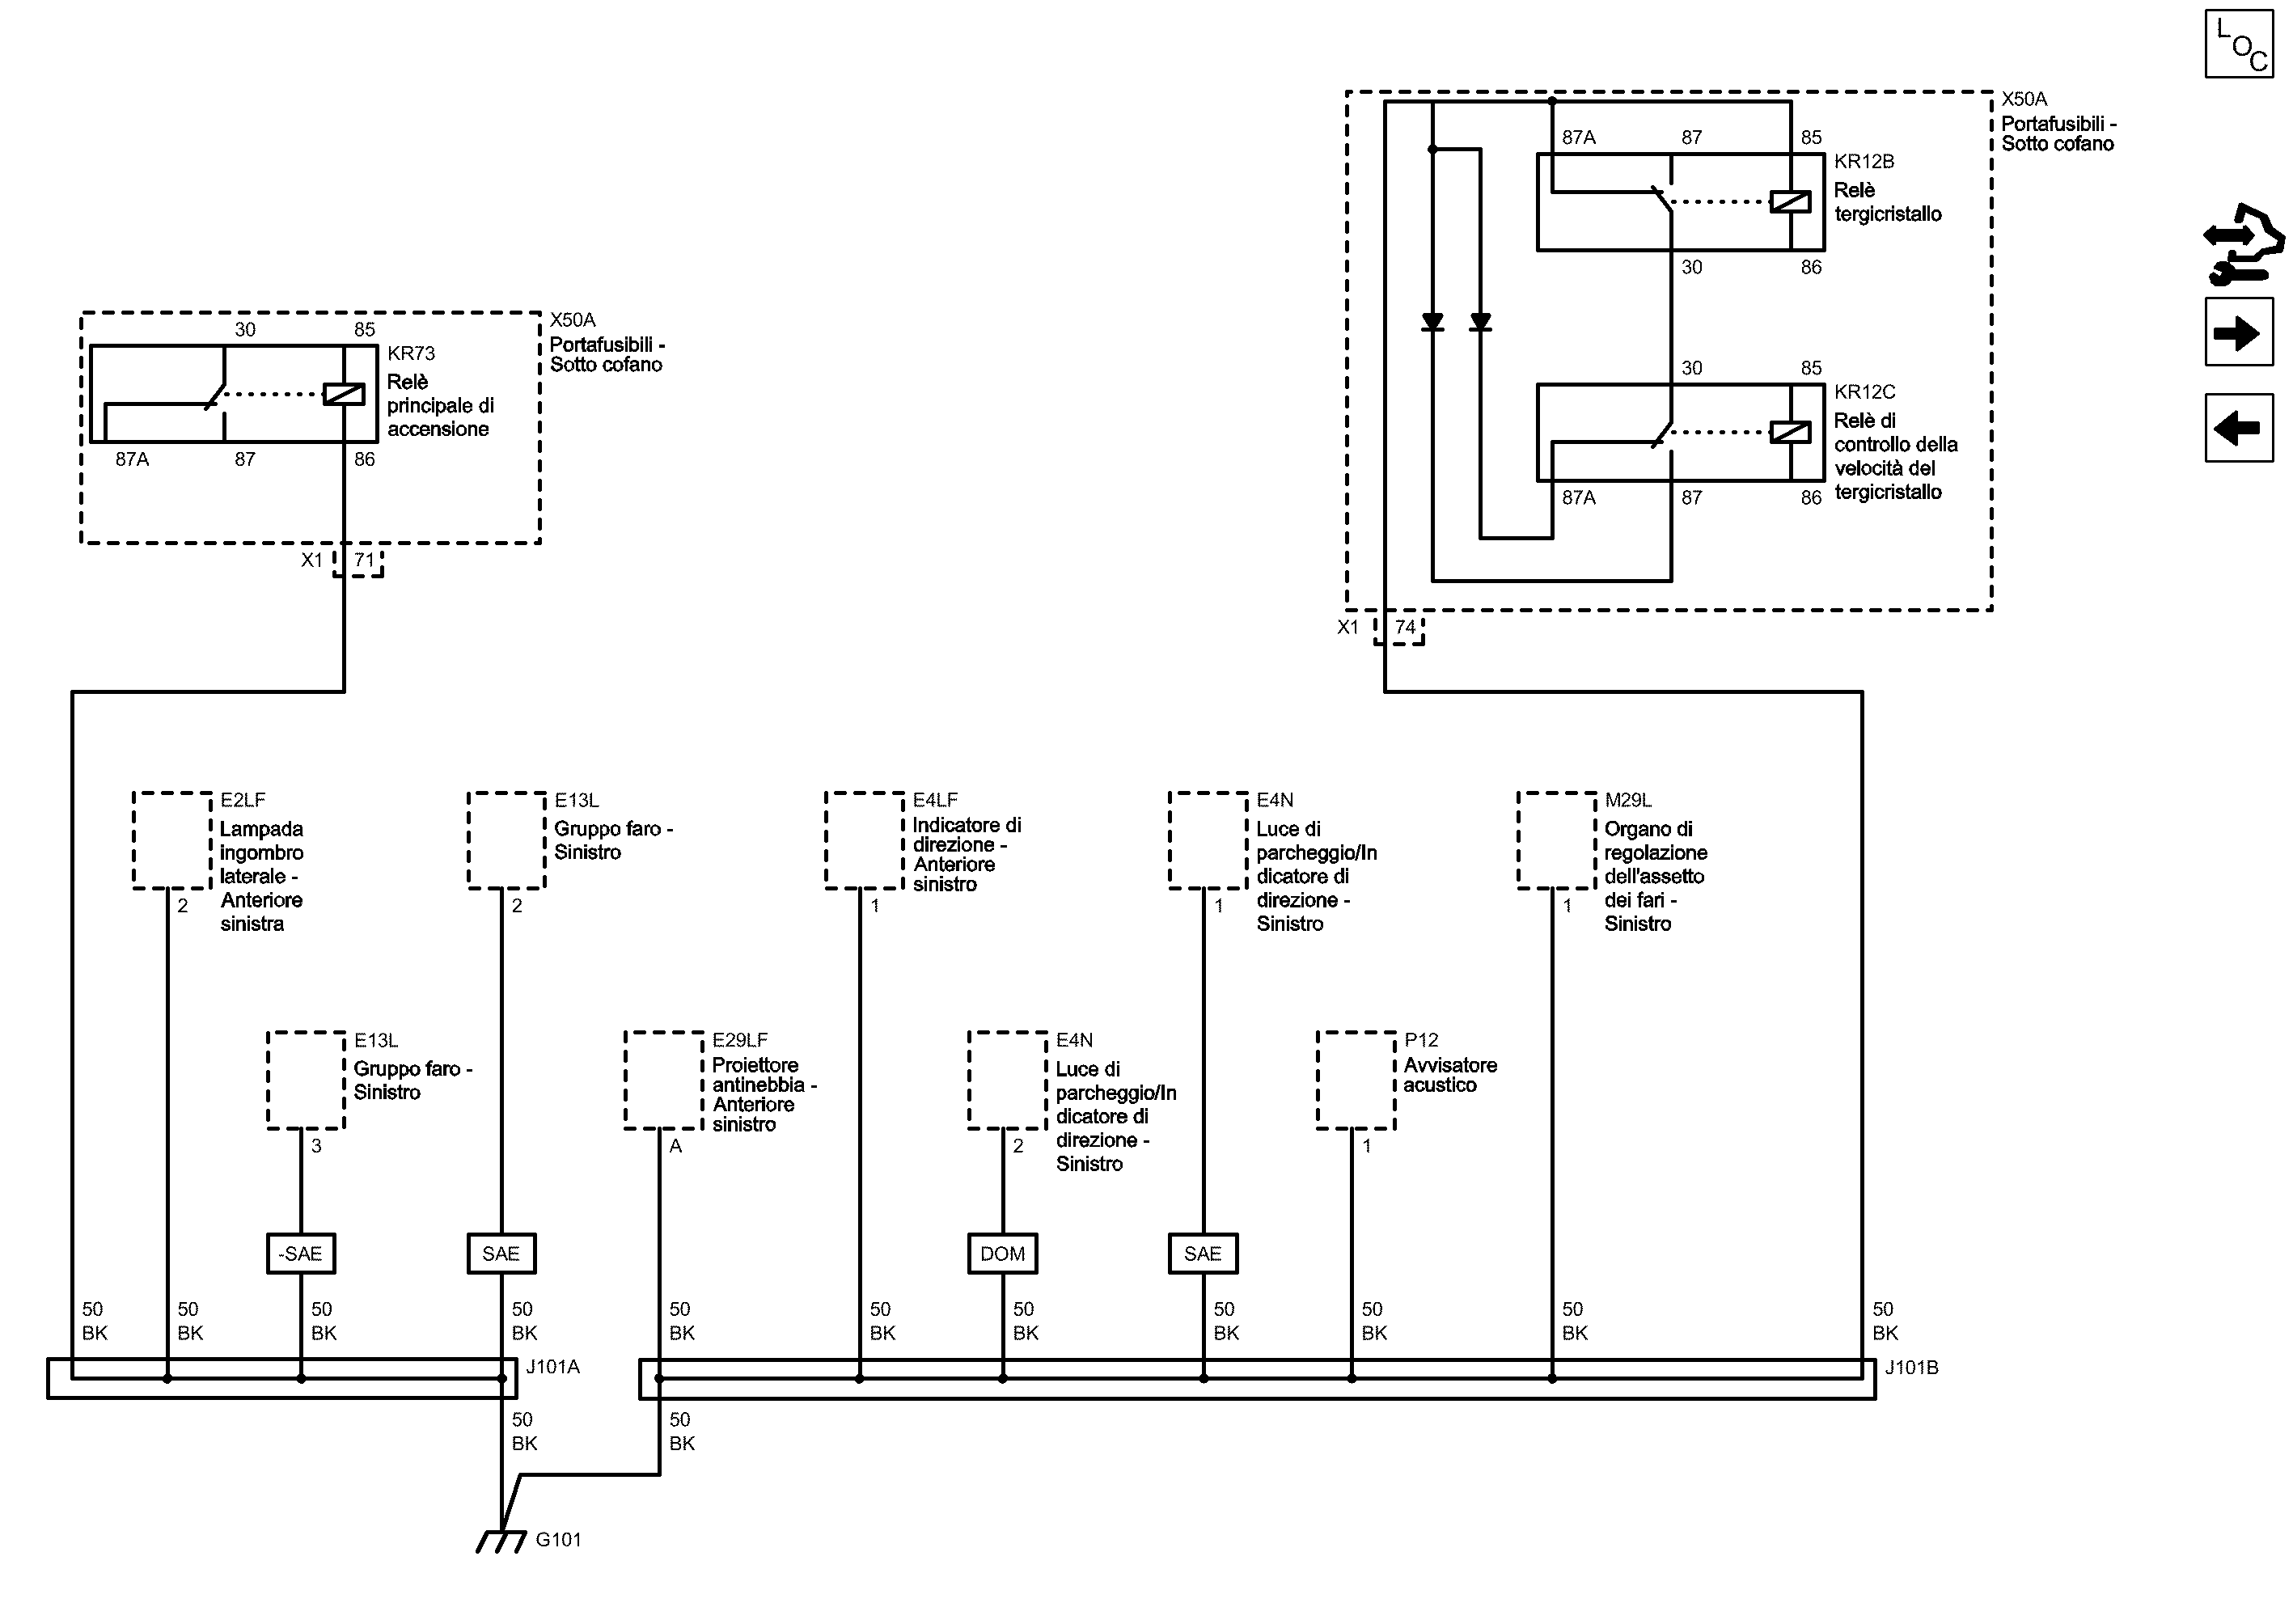 LOC
X50A
Portafusibili -
Sotto cofano
87A 87 85
KR12B
Relè
tergicristallo
30 86
30 85
KR12C
Relè di
controllo della
velocità del
tergicristallo
87A 87 86
X1 74
X50A
Portafusibili -
Sotto cofano
30 85
KR73
Relè
principale di
accensione
87A 87 86
X1 71
E2LF
Lampada
ingombro
laterale -
Anteriore
sinistra
2
E13L
Gruppo faro -
Sinistro
2
E4LF
Indicatore di
direzione -
Anteriore
sinistro
1
E4N
Luce di
parcheggio/In
dicatore di
direzione -
Sinistro
1
M29L
Organo di
regolazione
dell'assetto
dei fari -
Sinistro
1
E13L
Gruppo faro -
Sinistro
3
E29LF
Proiettore
antinebbia -
Anteriore
sinistro
A
E4N
Luce di
parcheggio/In
dicatore di
direzione -
Sinistro
2
P12
Avvisatore
acustico
1
-SAE SAE DOM SAE
50 50 50 50 50 50 50 50 50 50 50
BK BK BK BK BK BK BK BK BK BK BK
J101A J101B
50 50
BK BK
G101